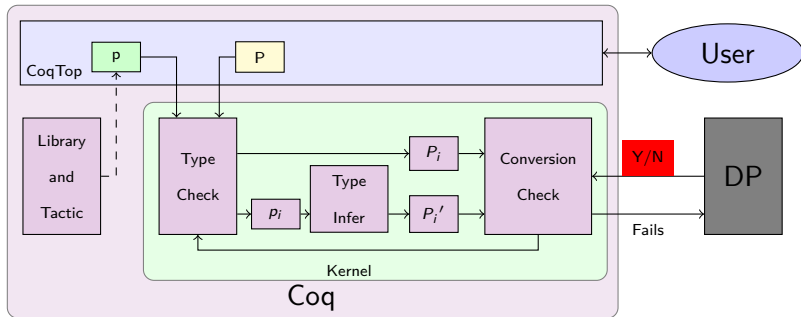 p
P
CoqTop
User
Library
and
Tactic
Type
Check
P_i
p_i
Type
Infer
P_i'
Conversion
Check
Y/N
DP
Fails
Kernel
Coq